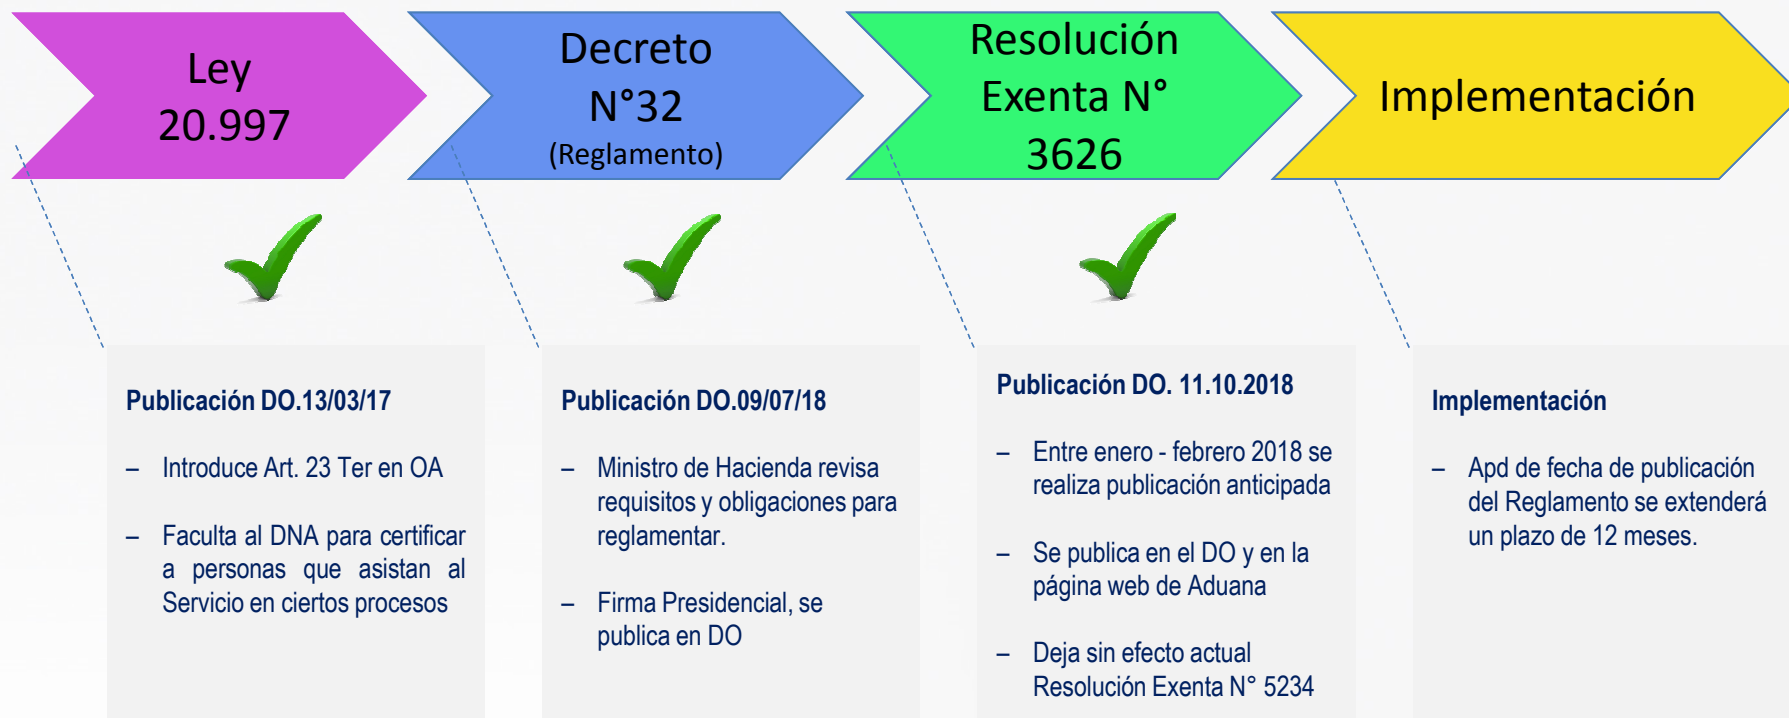 Ley
20.997
Decreto
N°32
(Reglamento)
Resolución
Exenta N°
3626
Implementación
Publicación DO.13/03/17
– Introduce Art. 23 Ter en OA
– Faculta al DNA para certificar
a personas que asistan al
Servicio en ciertos procesos
Publicación DO.09/07/18
– Ministro de Hacienda revisa
requisitos y obligaciones para
reglamentar.
– Firma Presidencial, se
publica en DO
Publicación DO. 11.10.2018
– Entre enero - febrero 2018 se
realiza publicación anticipada
– Se publica en el DO y en la
página web de Aduana
– Deja sin efecto actual
Resolución Exenta N° 5234
Implementación
– Apd de fecha de publicación
del Reglamento se extenderá
un plazo de 12 meses.